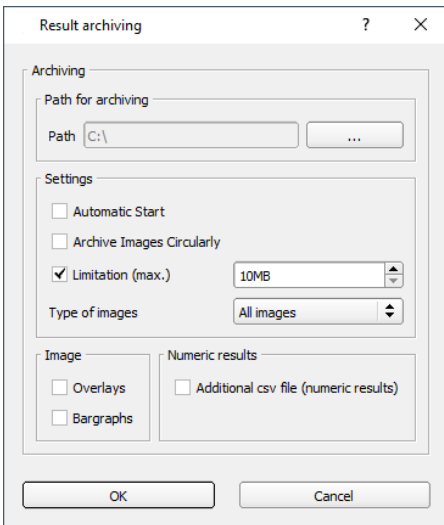 Result archiving ?
Archiving
Path for archiving
Path C:\ ...
Settings
Automatic Start
Archive Images Circularly
Limitation (max.) 10MB
Type of images All images
Image Numeric results
Overlays Additional csv file (numeric results)
Bargraphs
OK Cancel